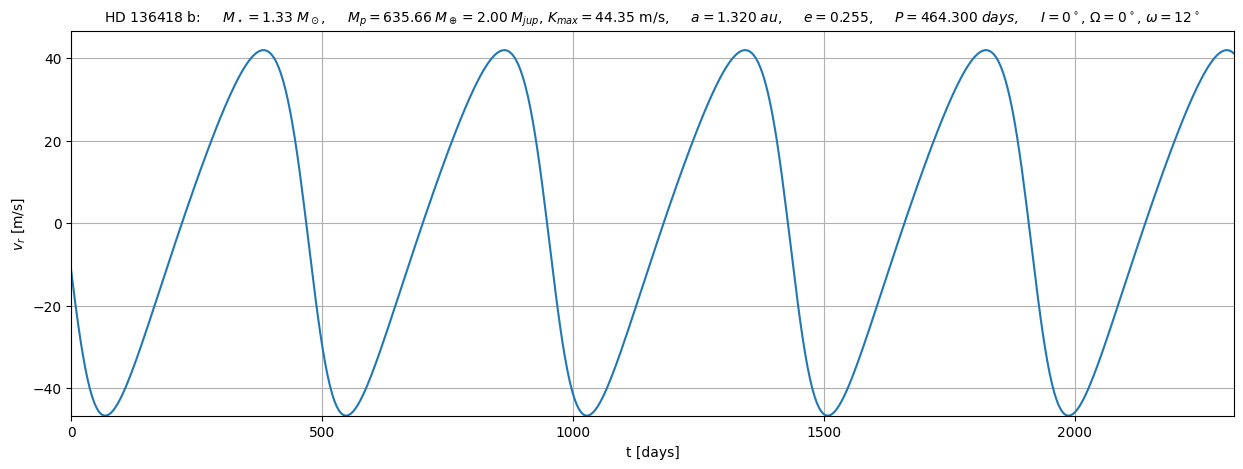 HD 136418 b: M⋆ = 1.33 M⊙, Mp = 635.66 M⊕ = 2.00 Mjup, Kmax = 44.35 m/s, a = 1.320 au, e = 0.255, P = 464.300 days, I = 0°, Ω = 0°, ω = 12°
40
20
0
−20
−40
vr [m/s]
0 500 1000 1500 2000
t [days]